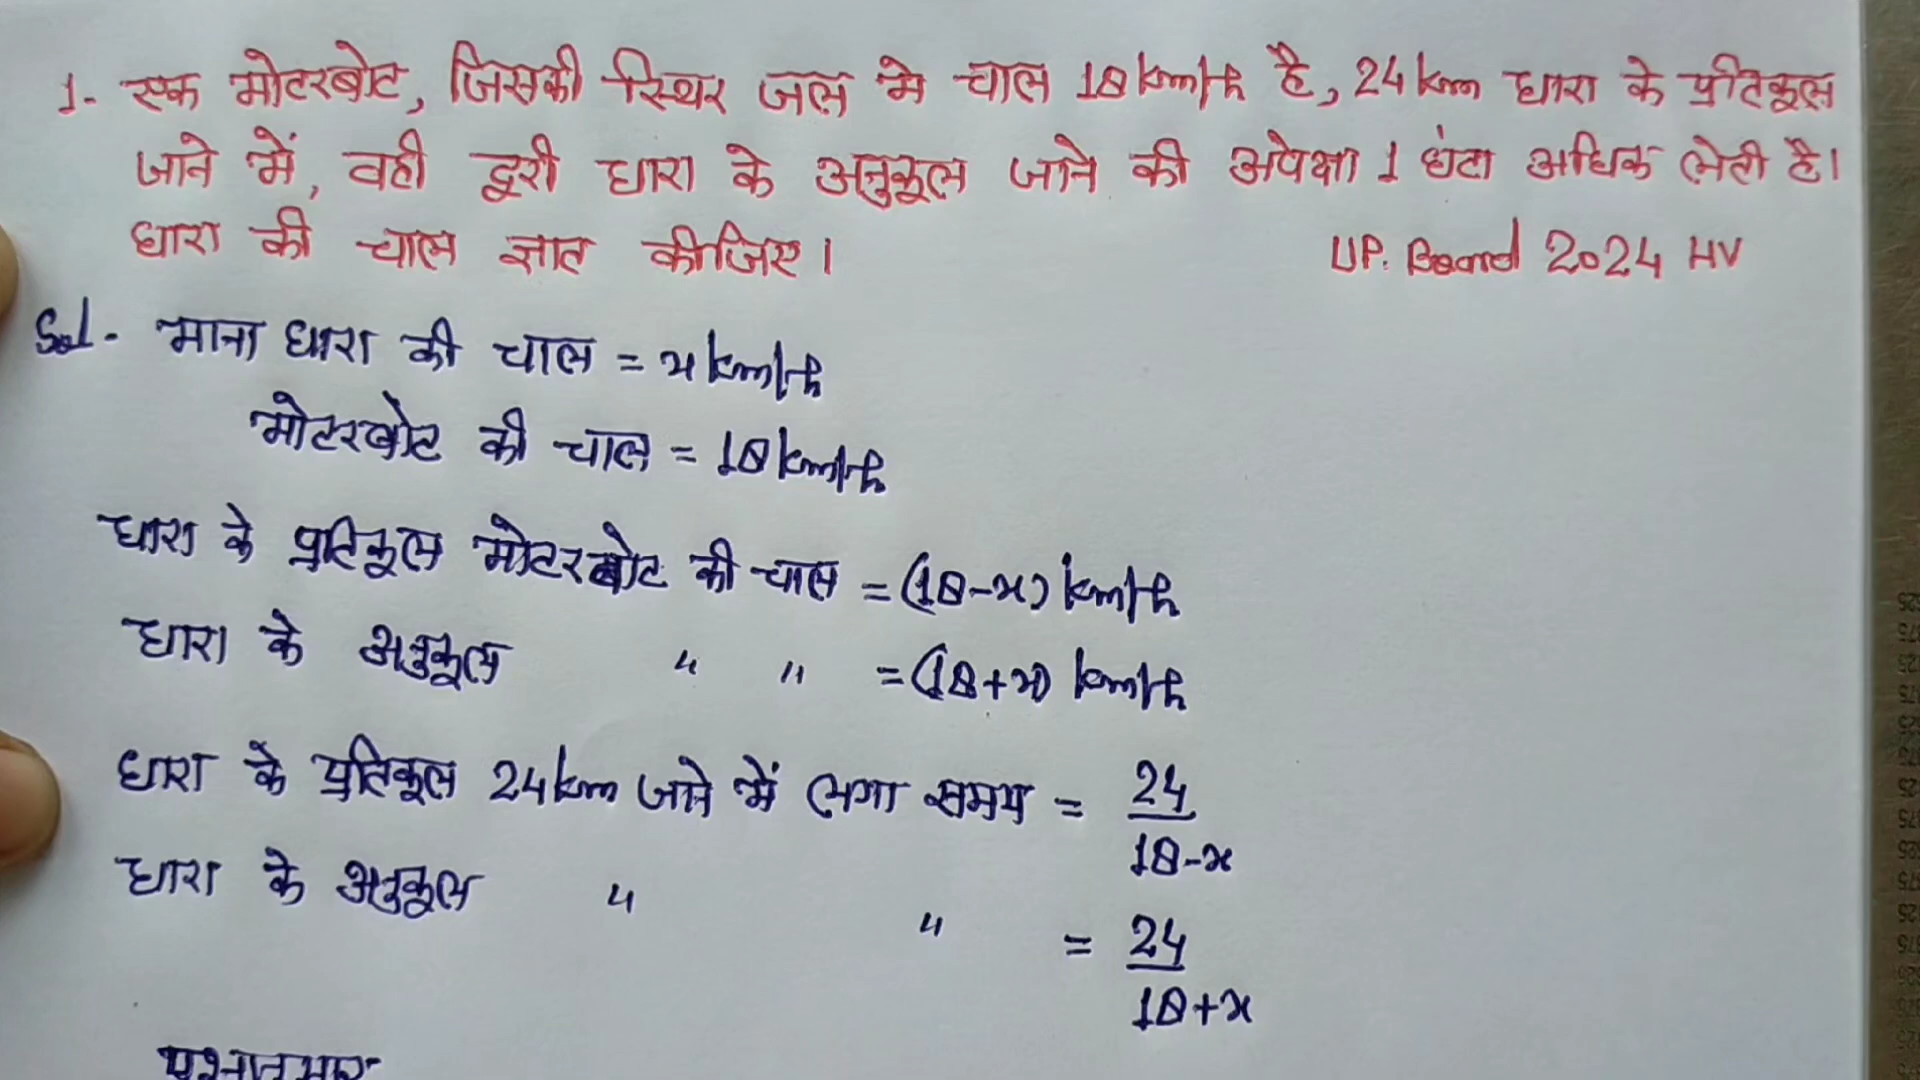 1- एक मोटरबोट, जिसकी स्थिर जल मे चाल 18 km/h है, 24 km धारा के प्रतिकूल
जाने में, वही दूरी धारा के अनुकूल जाने की अपेक्षा 1 घंटा अधिक लेती है।
धारा की चाल ज्ञात कीजिए। UP. Board 2024 HV
Sol- माना धारा की चाल = x km/h
मोटरबोट की चाल = 18 km/h
धारा के प्रतिकूल मोटरबोट की चाल = (18-x) km/h
धारा के अनुकूल " " = (18+x) km/h
धारा के प्रतिकूल 24 km जाने में लगा समय = 24/18-x
धारा के अनुकूल " " = 24/18+x
प्रश्नानुसार